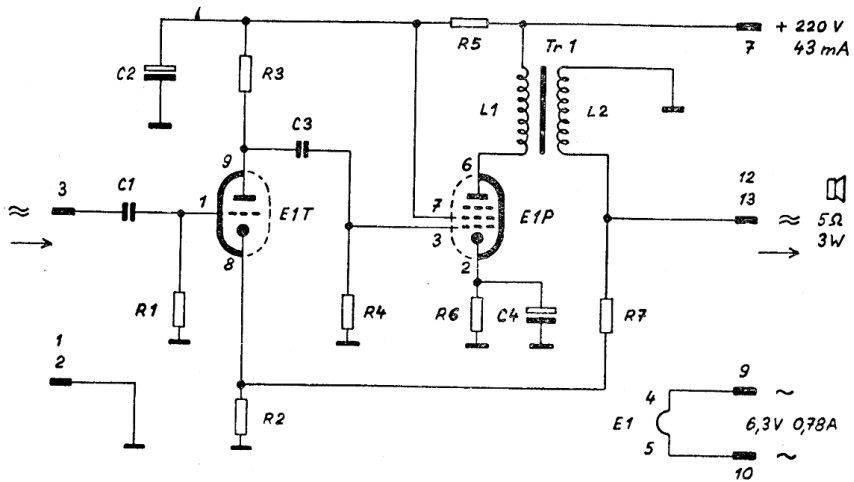 + 220 V
R5
Tr 1
7
43 mA
C2
R3
L1
L2
C3
9
6
12
3
C1
1
7
13
≈
E1T
E1P
≈
5Ω
3
3W
8
2
R1
R4
R6
C4
R7
1
2
9
4
~
R2
E1
6,3V 0,78A
5
~
10